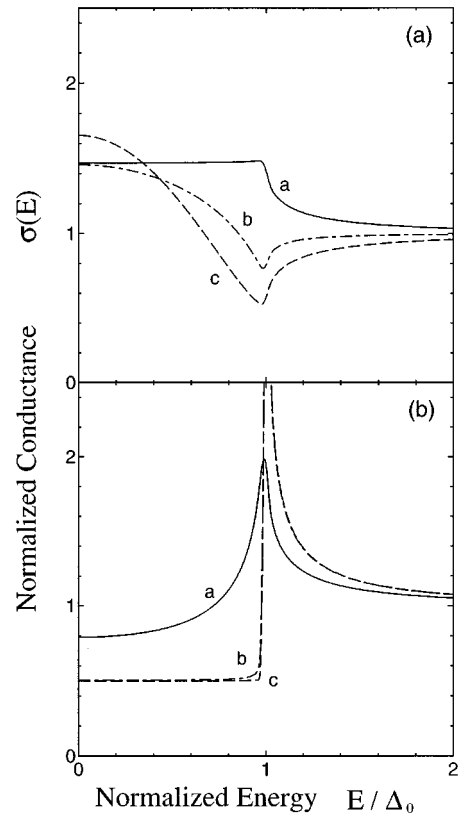 (a)
2
a
b
1
c
σ(E)
0
(b)
2
a
1
b
c
0
0
1
2
Normalized Conductance
Normalized Energy E / Δ₀